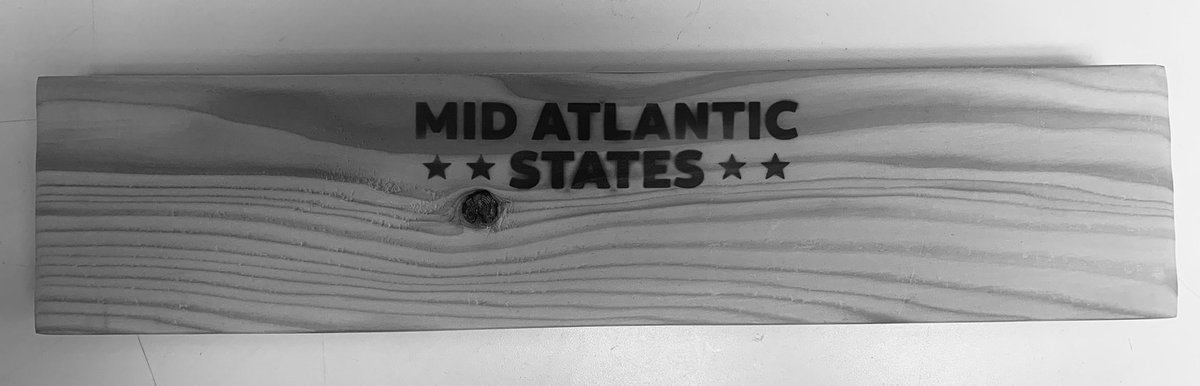 MID ATLANTIC
★ ★ STATES ★ ★